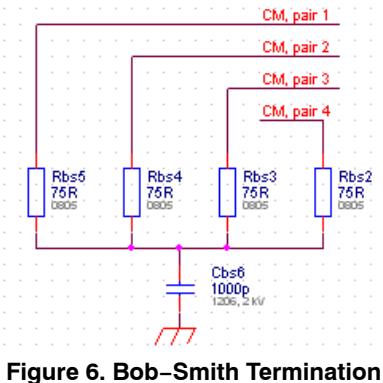 CM, pair 1
CM, pair 2
CM, pair 3
CM, pair 4
Rbs5 Rbs4 Rbs3 Rbs2
75R 75R 75R 75R
0805 0805 0805 0805
Cbs6
1000p
1206, 2 kV
Figure 6. Bob−Smith Termination